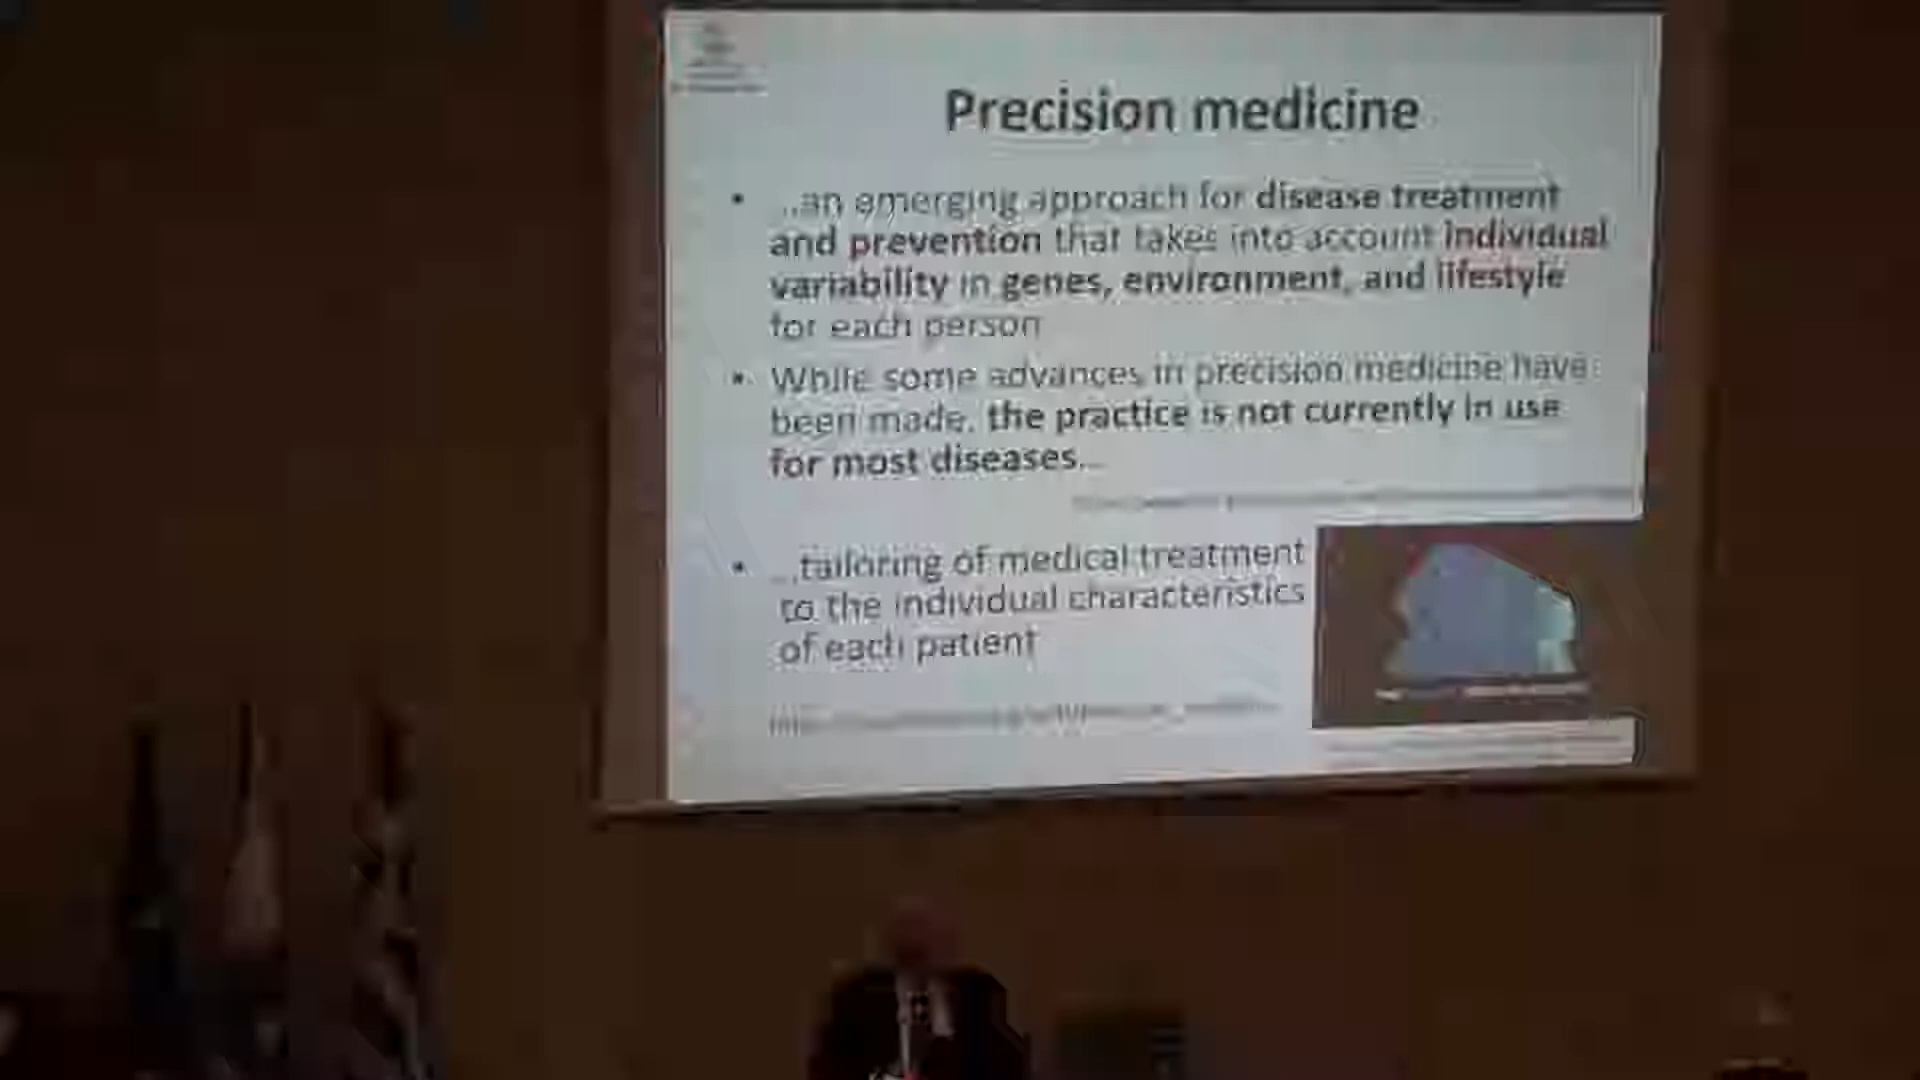 Precision medicine
• ...an emerging approach for disease treatment
and prevention that takes into account individual
variability in genes, environment, and lifestyle
for each person
• While some advances in precision medicine have
been made, the practice is not currently in use
for most diseases...
• ...tailoring of medical treatment
to the individual characteristics
of each patient